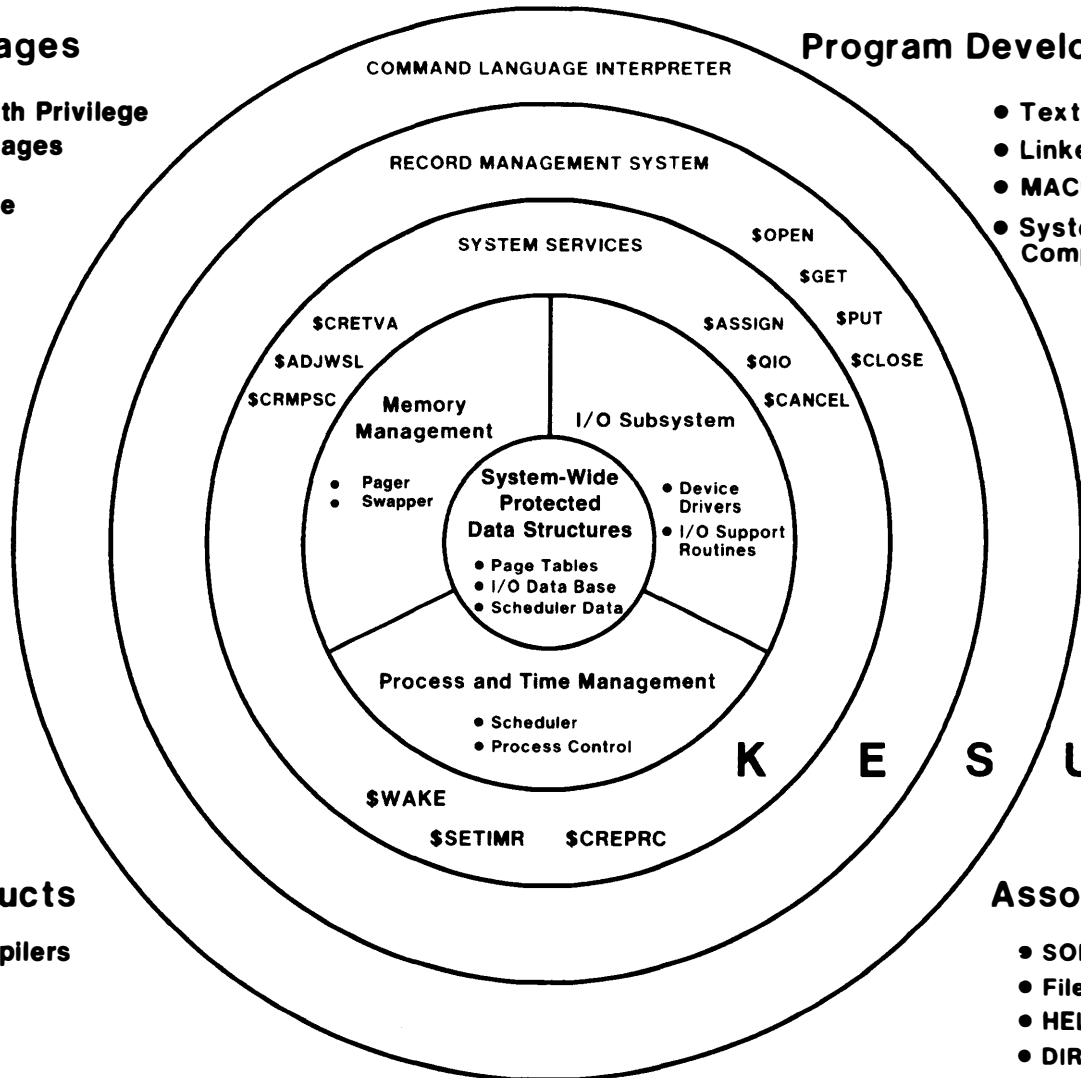 ages
th Privilege
ages
e
COMMAND LANGUAGE INTERPRETER
RECORD MANAGEMENT SYSTEM
SYSTEM SERVICES
Program Develo
• Text
• Linke
• MAC
• Syste
Comp
$OPEN
$GET
$PUT
$CLOSE
$CRETVA
$ADJWSL
$CRMPSC
$ASSIGN
$QIO
$CANCEL
Memory
Management
• Pager
• Swapper
I/O Subsystem
• Device
Drivers
• I/O Support
Routines
System-Wide
Protected
Data Structures
• Page Tables
• I/O Data Base
• Scheduler Data
Process and Time Management
• Scheduler
• Process Control
K E S U
$WAKE
$SETIMR $CREPRC
ucts
pilers
Asso
• SO
• File
• HEL
• DIR